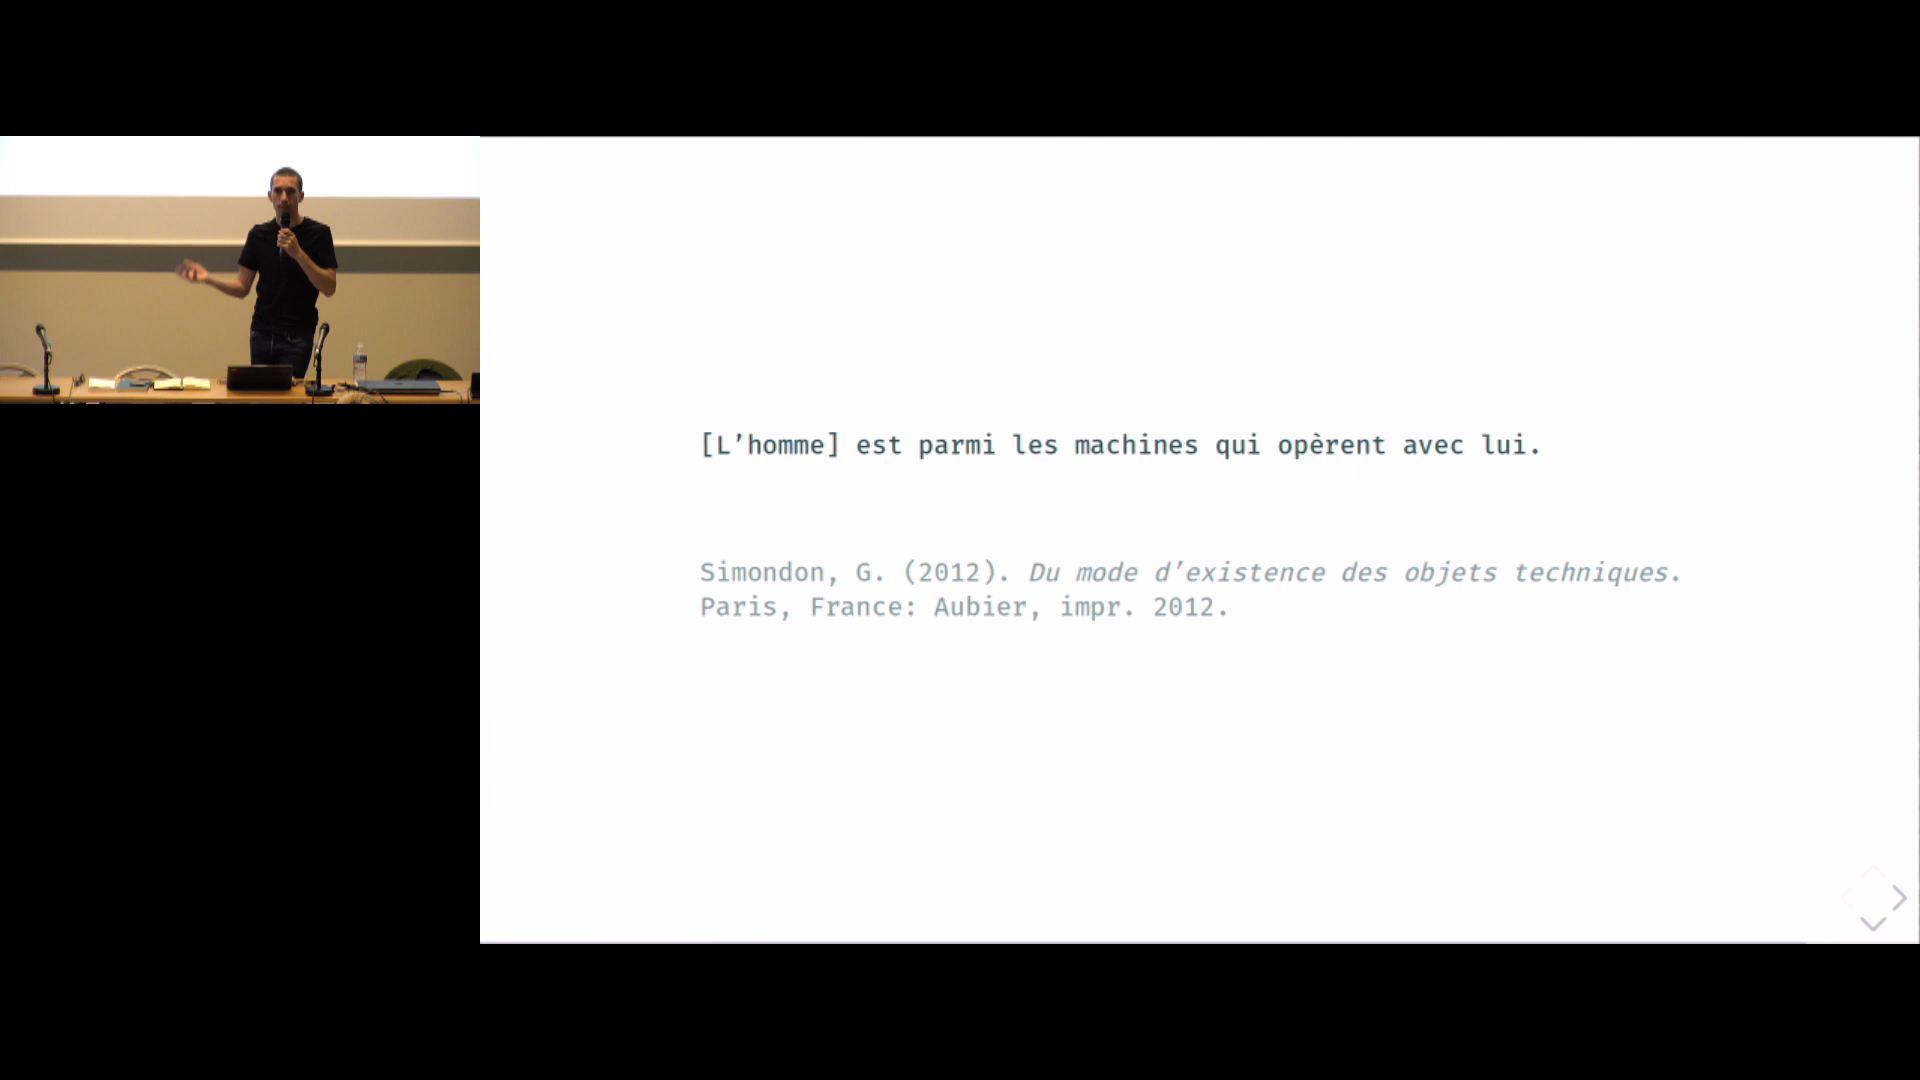 [L’homme] est parmi les machines qui opèrent avec lui.
Simondon, G. (2012). Du mode d’existence des objets techniques.
Paris, France: Aubier, impr. 2012.